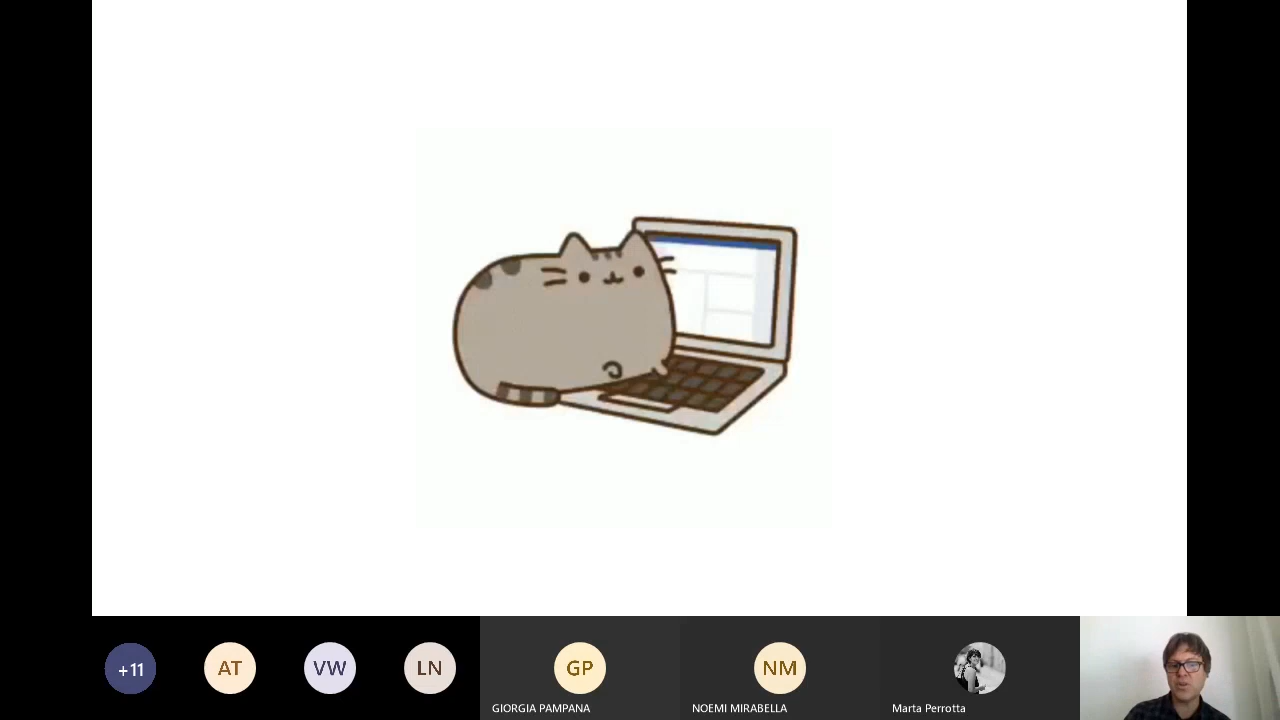 +11
AT
VW
LN
GP
NM
GIORGIA PAMPANA
NOEMI MIRABELLA
Marta Perrotta